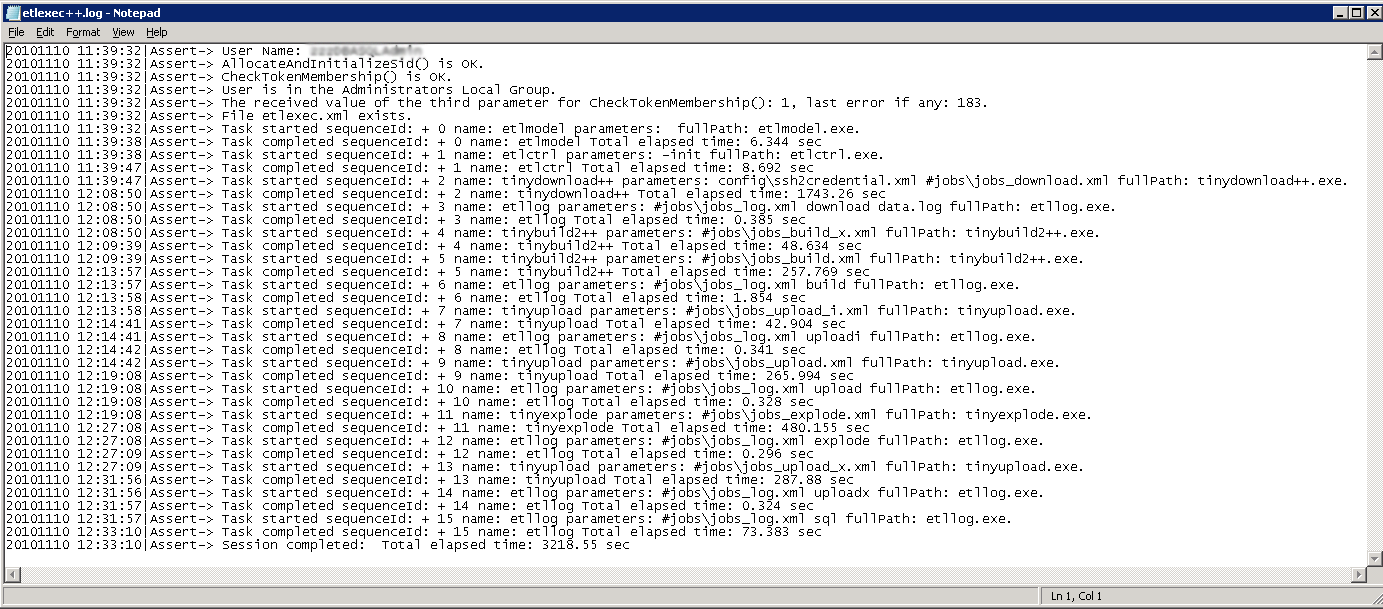 etlexec++.log - Notepad
File Edit Format View Help
20101110 11:39:32|Assert-> User Name:
20101110 11:39:32|Assert-> AllocateAndInitializeSid() is OK.
20101110 11:39:32|Assert-> CheckTokenMembership() is OK.
20101110 11:39:32|Assert-> User is in the Administrators Local Group.
20101110 11:39:32|Assert-> The received value of the third parameter for CheckTokenMembership(): 1, last error if any: 183.
20101110 11:39:32|Assert-> File etlexec.xml exists.
20101110 11:39:32|Assert-> Task started sequenceId: + 0 name: etlmodel parameters:  fullPath: etlmodel.exe.
20101110 11:39:38|Assert-> Task completed sequenceId: + 0 name: etlmodel Total elapsed time: 6.344 sec
20101110 11:39:38|Assert-> Task started sequenceId: + 1 name: etlctrl parameters: -init fullPath: etlctrl.exe.
20101110 11:39:47|Assert-> Task completed sequenceId: + 1 name: etlctrl Total elapsed time: 8.692 sec
20101110 11:39:47|Assert-> Task started sequenceId: + 2 name: tinydownload++ parameters: config\ssh2credential.xml #jobs\jobs_download.xml fullPath: tinydownload++.exe.
20101110 12:08:50|Assert-> Task completed sequenceId: + 2 name: tinydownload++ Total elapsed time: 1743.26 sec
20101110 12:08:50|Assert-> Task started sequenceId: + 3 name: etllog parameters: #jobs\jobs_log.xml download data.log fullPath: etllog.exe.
20101110 12:08:50|Assert-> Task completed sequenceId: + 3 name: etllog Total elapsed time: 0.385 sec
20101110 12:08:50|Assert-> Task started sequenceId: + 4 name: tinybuild2++ parameters: #jobs\jobs_build_x.xml fullPath: tinybuild2++.exe.
20101110 12:09:39|Assert-> Task completed sequenceId: + 4 name: tinybuild2++ Total elapsed time: 48.634 sec
20101110 12:09:39|Assert-> Task started sequenceId: + 5 name: tinybuild2++ parameters: #jobs\jobs_build.xml fullPath: tinybuild2++.exe.
20101110 12:13:57|Assert-> Task completed sequenceId: + 5 name: tinybuild2++ Total elapsed time: 257.769 sec
20101110 12:13:57|Assert-> Task started sequenceId: + 6 name: etllog parameters: #jobs\jobs_log.xml build fullPath: etllog.exe.
20101110 12:13:58|Assert-> Task completed sequenceId: + 6 name: etllog Total elapsed time: 1.854 sec
20101110 12:13:58|Assert-> Task started sequenceId: + 7 name: tinyupload parameters: #jobs\jobs_upload_i.xml fullPath: tinyupload.exe.
20101110 12:14:41|Assert-> Task completed sequenceId: + 7 name: tinyupload Total elapsed time: 42.904 sec
20101110 12:14:41|Assert-> Task started sequenceId: + 8 name: etllog parameters: #jobs\jobs_log.xml uploadi fullPath: etllog.exe.
20101110 12:14:42|Assert-> Task completed sequenceId: + 8 name: etllog Total elapsed time: 0.341 sec
20101110 12:14:42|Assert-> Task started sequenceId: + 9 name: tinyupload parameters: #jobs\jobs_upload.xml fullPath: tinyupload.exe.
20101110 12:19:08|Assert-> Task completed sequenceId: + 9 name: tinyupload Total elapsed time: 265.994 sec
20101110 12:19:08|Assert-> Task started sequenceId: + 10 name: etllog parameters: #jobs\jobs_log.xml upload fullPath: etllog.exe.
20101110 12:19:08|Assert-> Task completed sequenceId: + 10 name: etllog Total elapsed time: 0.328 sec
20101110 12:19:08|Assert-> Task started sequenceId: + 11 name: tinyexplode parameters: #jobs\jobs_explode.xml fullPath: tinyexplode.exe.
20101110 12:27:08|Assert-> Task completed sequenceId: + 11 name: tinyexplode Total elapsed time: 480.155 sec
20101110 12:27:08|Assert-> Task started sequenceId: + 12 name: etllog parameters: #jobs\jobs_log.xml explode fullPath: etllog.exe.
20101110 12:27:09|Assert-> Task completed sequenceId: + 12 name: etllog Total elapsed time: 0.296 sec
20101110 12:27:09|Assert-> Task started sequenceId: + 13 name: tinyupload parameters: #jobs\jobs_upload_x.xml fullPath: tinyupload.exe.
20101110 12:31:56|Assert-> Task completed sequenceId: + 13 name: tinyupload Total elapsed time: 287.88 sec
20101110 12:31:56|Assert-> Task started sequenceId: + 14 name: etllog parameters: #jobs\jobs_log.xml uploadx fullPath: etllog.exe.
20101110 12:31:57|Assert-> Task completed sequenceId: + 14 name: etllog Total elapsed time: 0.324 sec
20101110 12:31:57|Assert-> Task started sequenceId: + 15 name: etllog parameters: #jobs\jobs_log.xml sql fullPath: etllog.exe.
20101110 12:33:10|Assert-> Task completed sequenceId: + 15 name: etllog Total elapsed time: 73.383 sec
20101110 12:33:10|Assert-> Session completed:  Total elapsed time: 3218.55 sec
Ln 1, Col 1